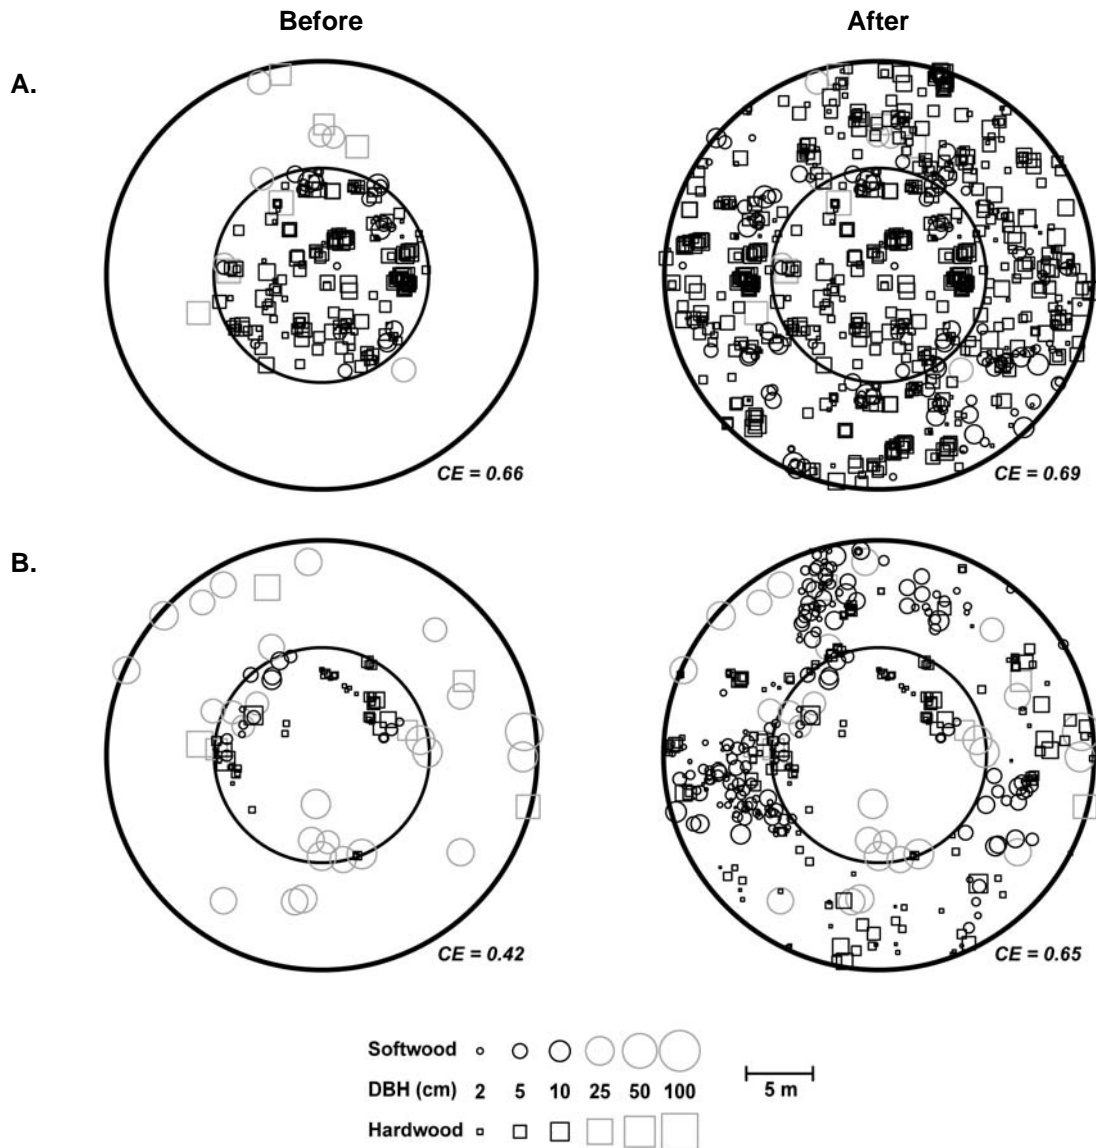 Before After
A.
CE = 0.66 CE = 0.69
B.
CE = 0.42 CE = 0.65
Softwood
DBH (cm) 2 5 10 25 50 100 5 m
Hardwood